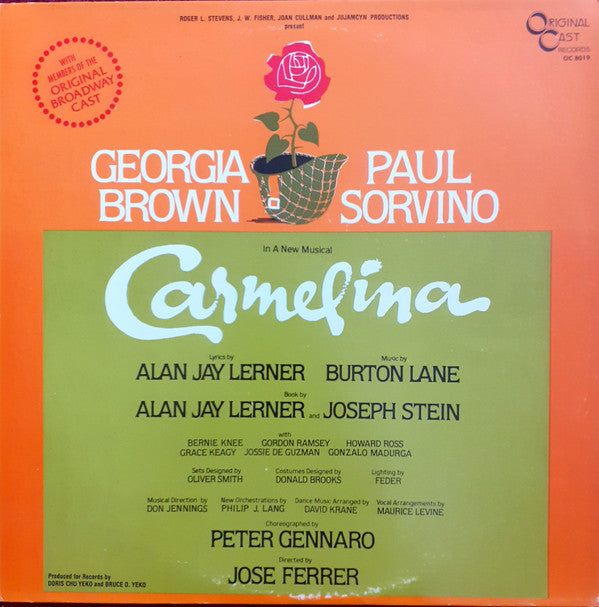 ROGER L. STEVENS, J. W. FISHER, JOAN CULLMAN and JUJAMCYN PRODUCTIONS
present
WITH
MEMBERS OF THE
ORIGINAL
BROADWAY
CAST
ORIGINAL
CAST
RECORDS
OC 8019
GEORGIA
BROWN
PAUL
SORVINO
In A New Musical
Carmelina
Lyrics by
ALAN JAY LERNER
Music by
BURTON LANE
Book by
ALAN JAY LERNER and JOSEPH STEIN
with
BERNIE KNEE GORDON RAMSEY HOWARD ROSS
GRACE KEAGY JOSSIE DE GUZMAN GONZALO MADURGA
Sets Designed by
OLIVER SMITH
Costumes Designed by
DONALD BROOKS
Lighting by
FEDER
Musical Direction by
DON JENNINGS
New Orchestrations by
PHILIP J. LANG
Dance Music Arranged by
DAVID KRANE
Vocal Arrangements by
MAURICE LEVINE
Choreographed by
PETER GENNARO
Directed by
JOSE FERRER
Produced for Records by
DORIS CHU YEKO and BRUCE D. YEKO